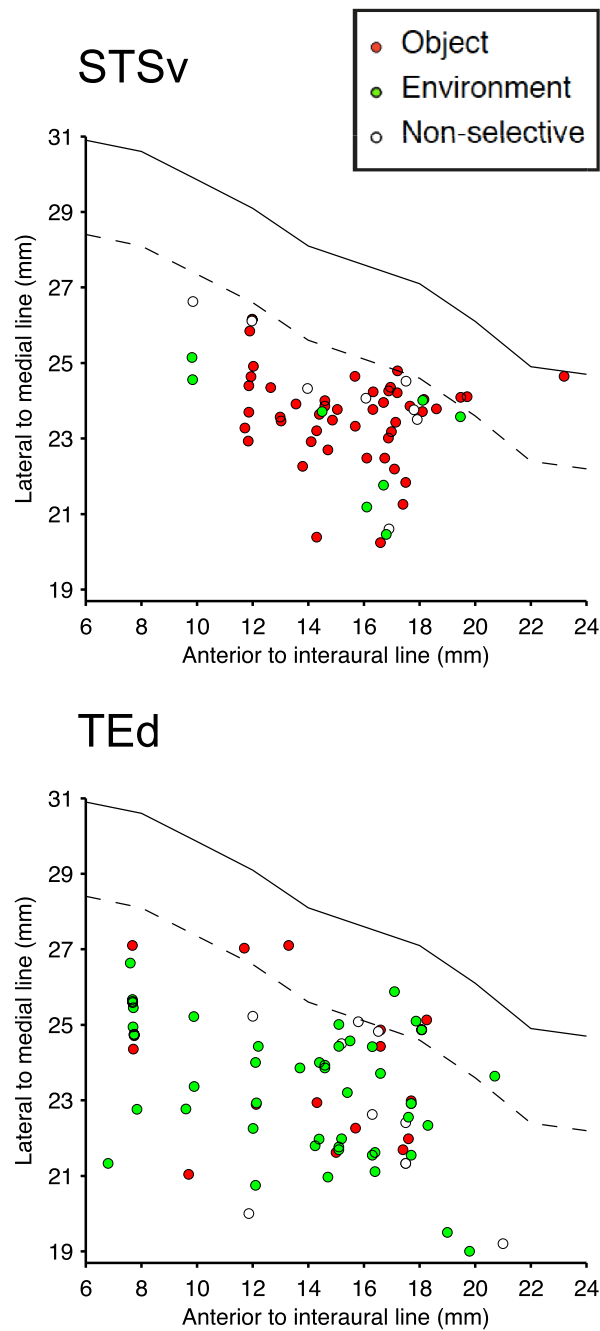 STSv
Object
Environment
Non-selective
31
29
27
25
23
21
19
Lateral to medial line (mm)
6 8 10 12 14 16 18 20 22 24
Anterior to interaural line (mm)
TEd
31
29
27
25
23
21
19
Lateral to medial line (mm)
6 8 10 12 14 16 18 20 22 24
Anterior to interaural line (mm)